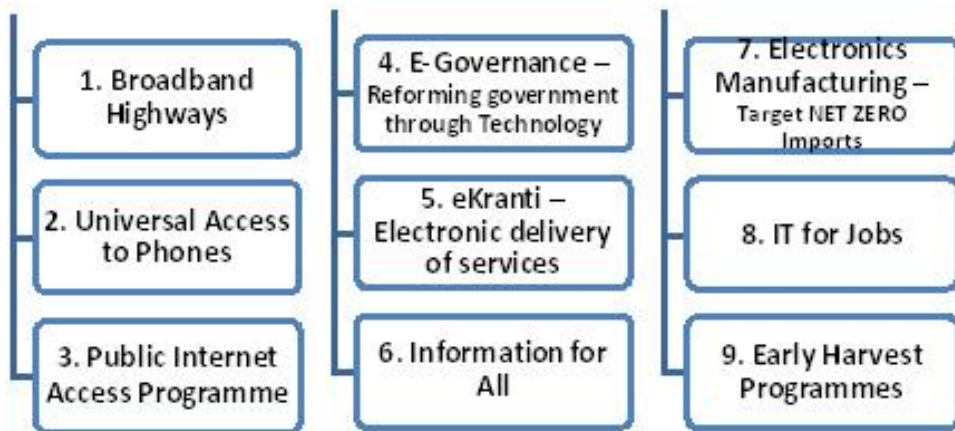 1. Broadband
Highways
2. Universal Access
to Phones
3. Public Internet
Access Programme
4. E-Governance –
Reforming government
through Technology
5. eKranti –
Electronic delivery
of services
6. Information for
All
7. Electronics
Manufacturing –
Target NET ZERO
Imports
8. IT for Jobs
9. Early Harvest
Programmes